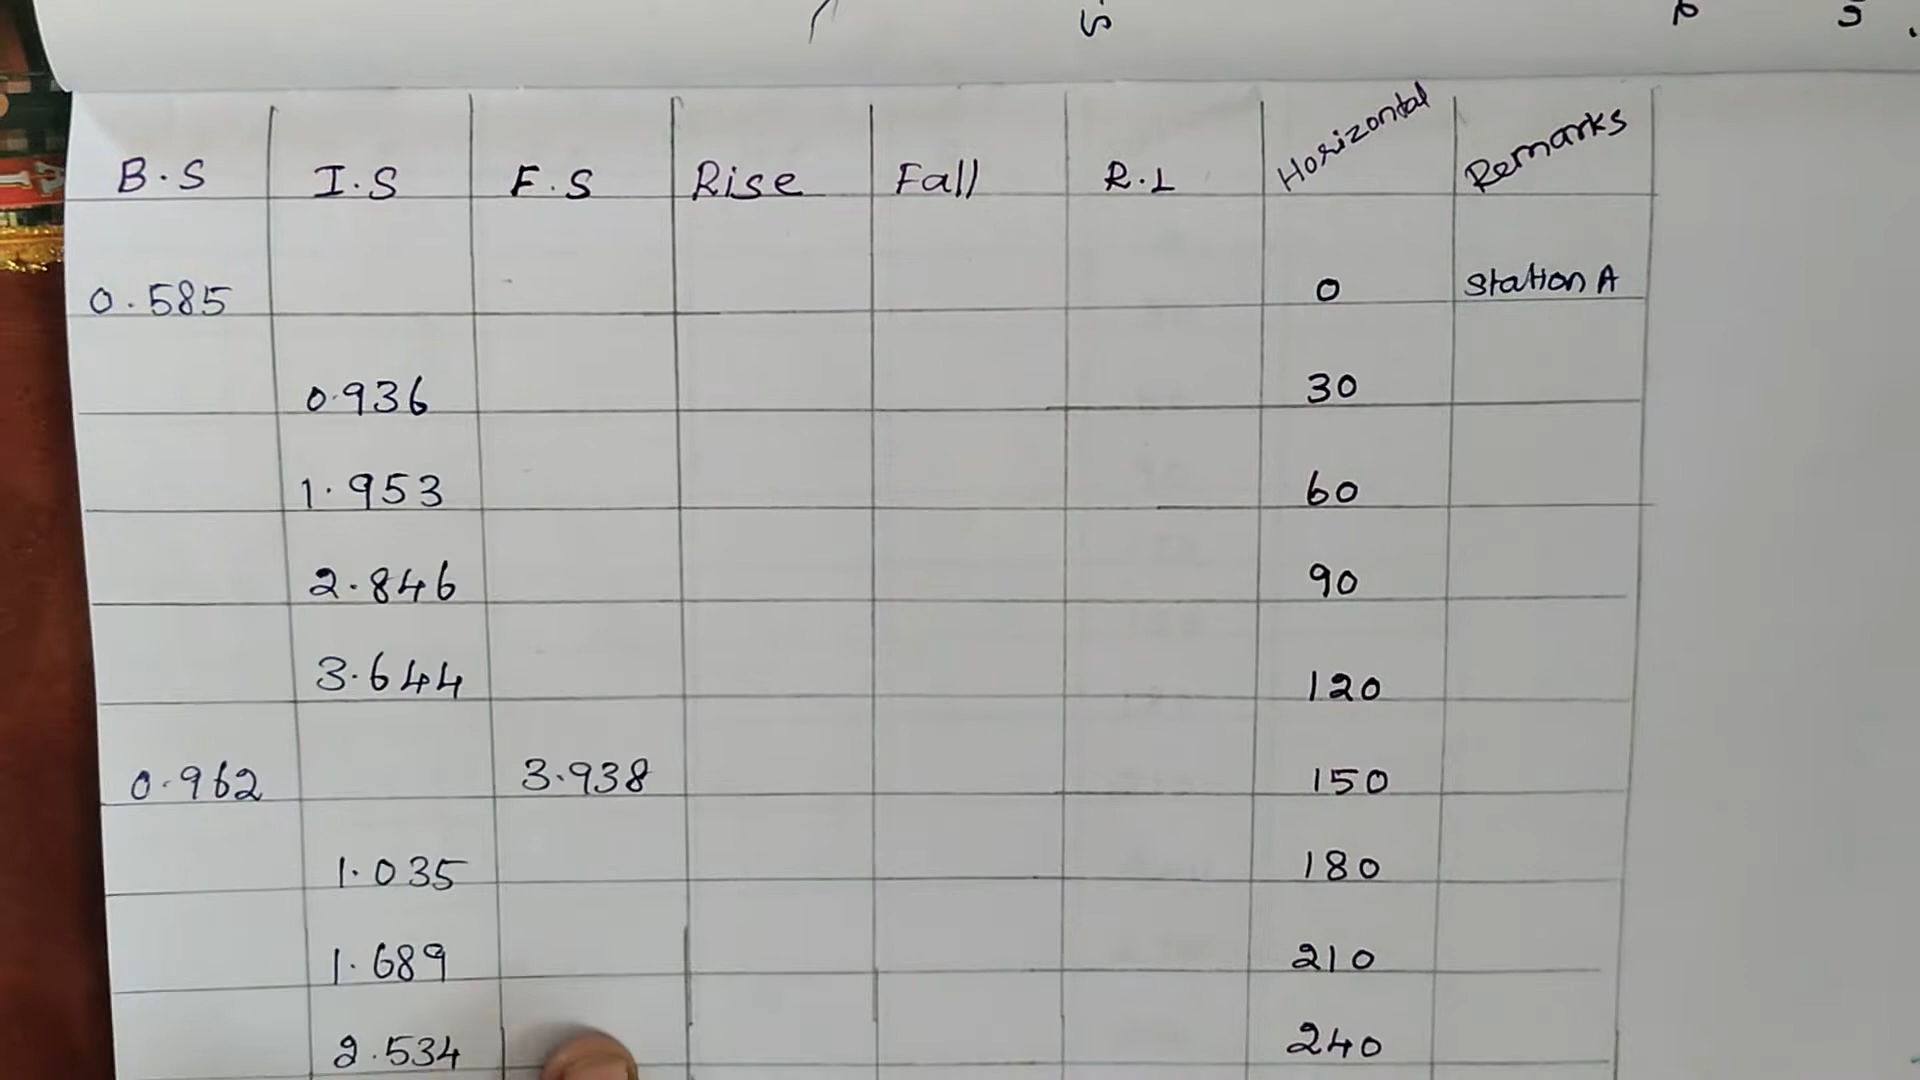 B.S I.S F.S Rise Fall R.L Horizontal Remarks
0.585 0 Station A
0.936 30
1.953 60
2.846 90
3.644 120
0.962 3.938 150
1.035 180
1.689 210
2.534 240